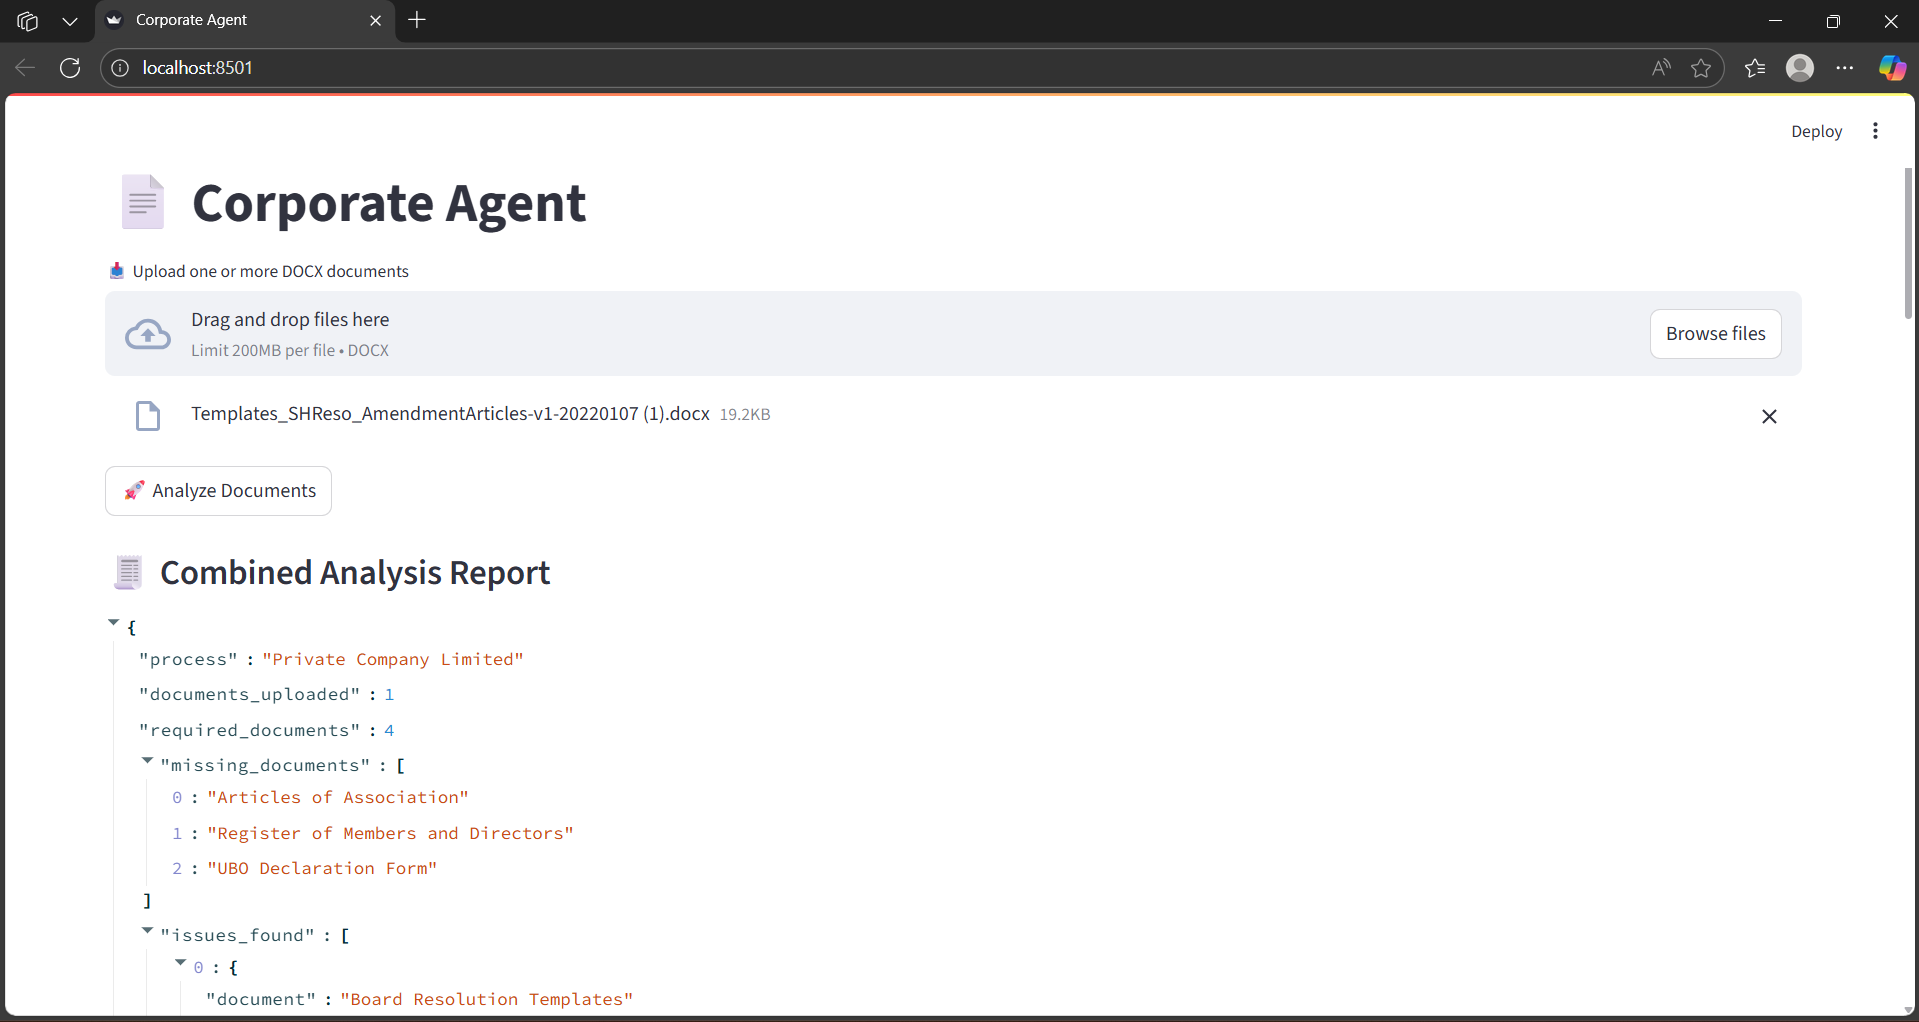 Corporate Agent
localhost:8501
Deploy
Corporate Agent
Upload one or more DOCX documents
Drag and drop files here
Limit 200MB per file • DOCX
Browse files
Templates_SHReso_AmendmentArticles-v1-20220107 (1).docx 19.2KB
Analyze Documents
Combined Analysis Report
{
"process" : "Private Company Limited"
"documents_uploaded" : 1
"required_documents" : 4
"missing_documents" : [
0 : "Articles of Association"
1 : "Register of Members and Directors"
2 : "UBO Declaration Form"
]
"issues_found" : [
0 : {
"document" : "Board Resolution Templates"